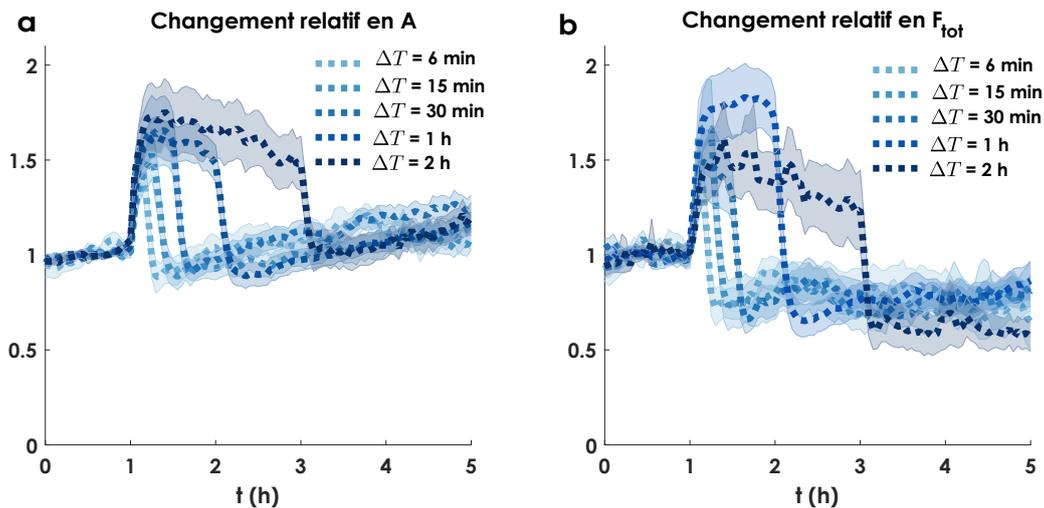 a
Changement relatif en A
ΔT = 6 min
ΔT = 15 min
ΔT = 30 min
ΔT = 1 h
ΔT = 2 h
2
1.5
1
0.5
0
0 1 2 3 4 5
t (h)
b
Changement relatif en F_tot
ΔT = 6 min
ΔT = 15 min
ΔT = 30 min
ΔT = 1 h
ΔT = 2 h
2
1.5
1
0.5
0
0 1 2 3 4 5
t (h)